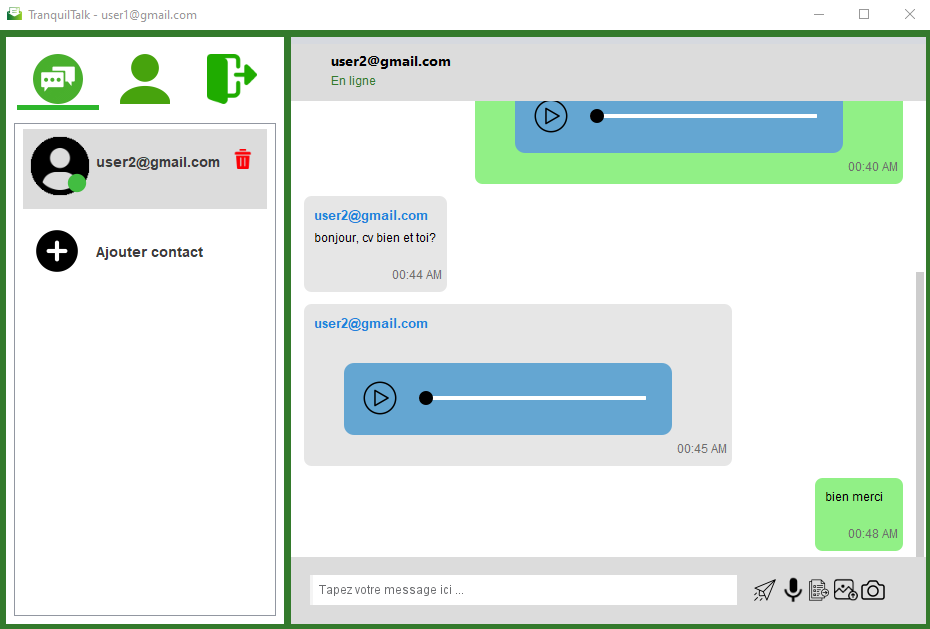 TranquilTalk - user1@gmail.com
user2@gmail.com
Ajouter contact
user2@gmail.com
En ligne
00:40 AM
user2@gmail.com
bonjour, cv bien et toi?
00:44 AM
user2@gmail.com
00:45 AM
bien merci
00:48 AM
Tapez votre message ici ...